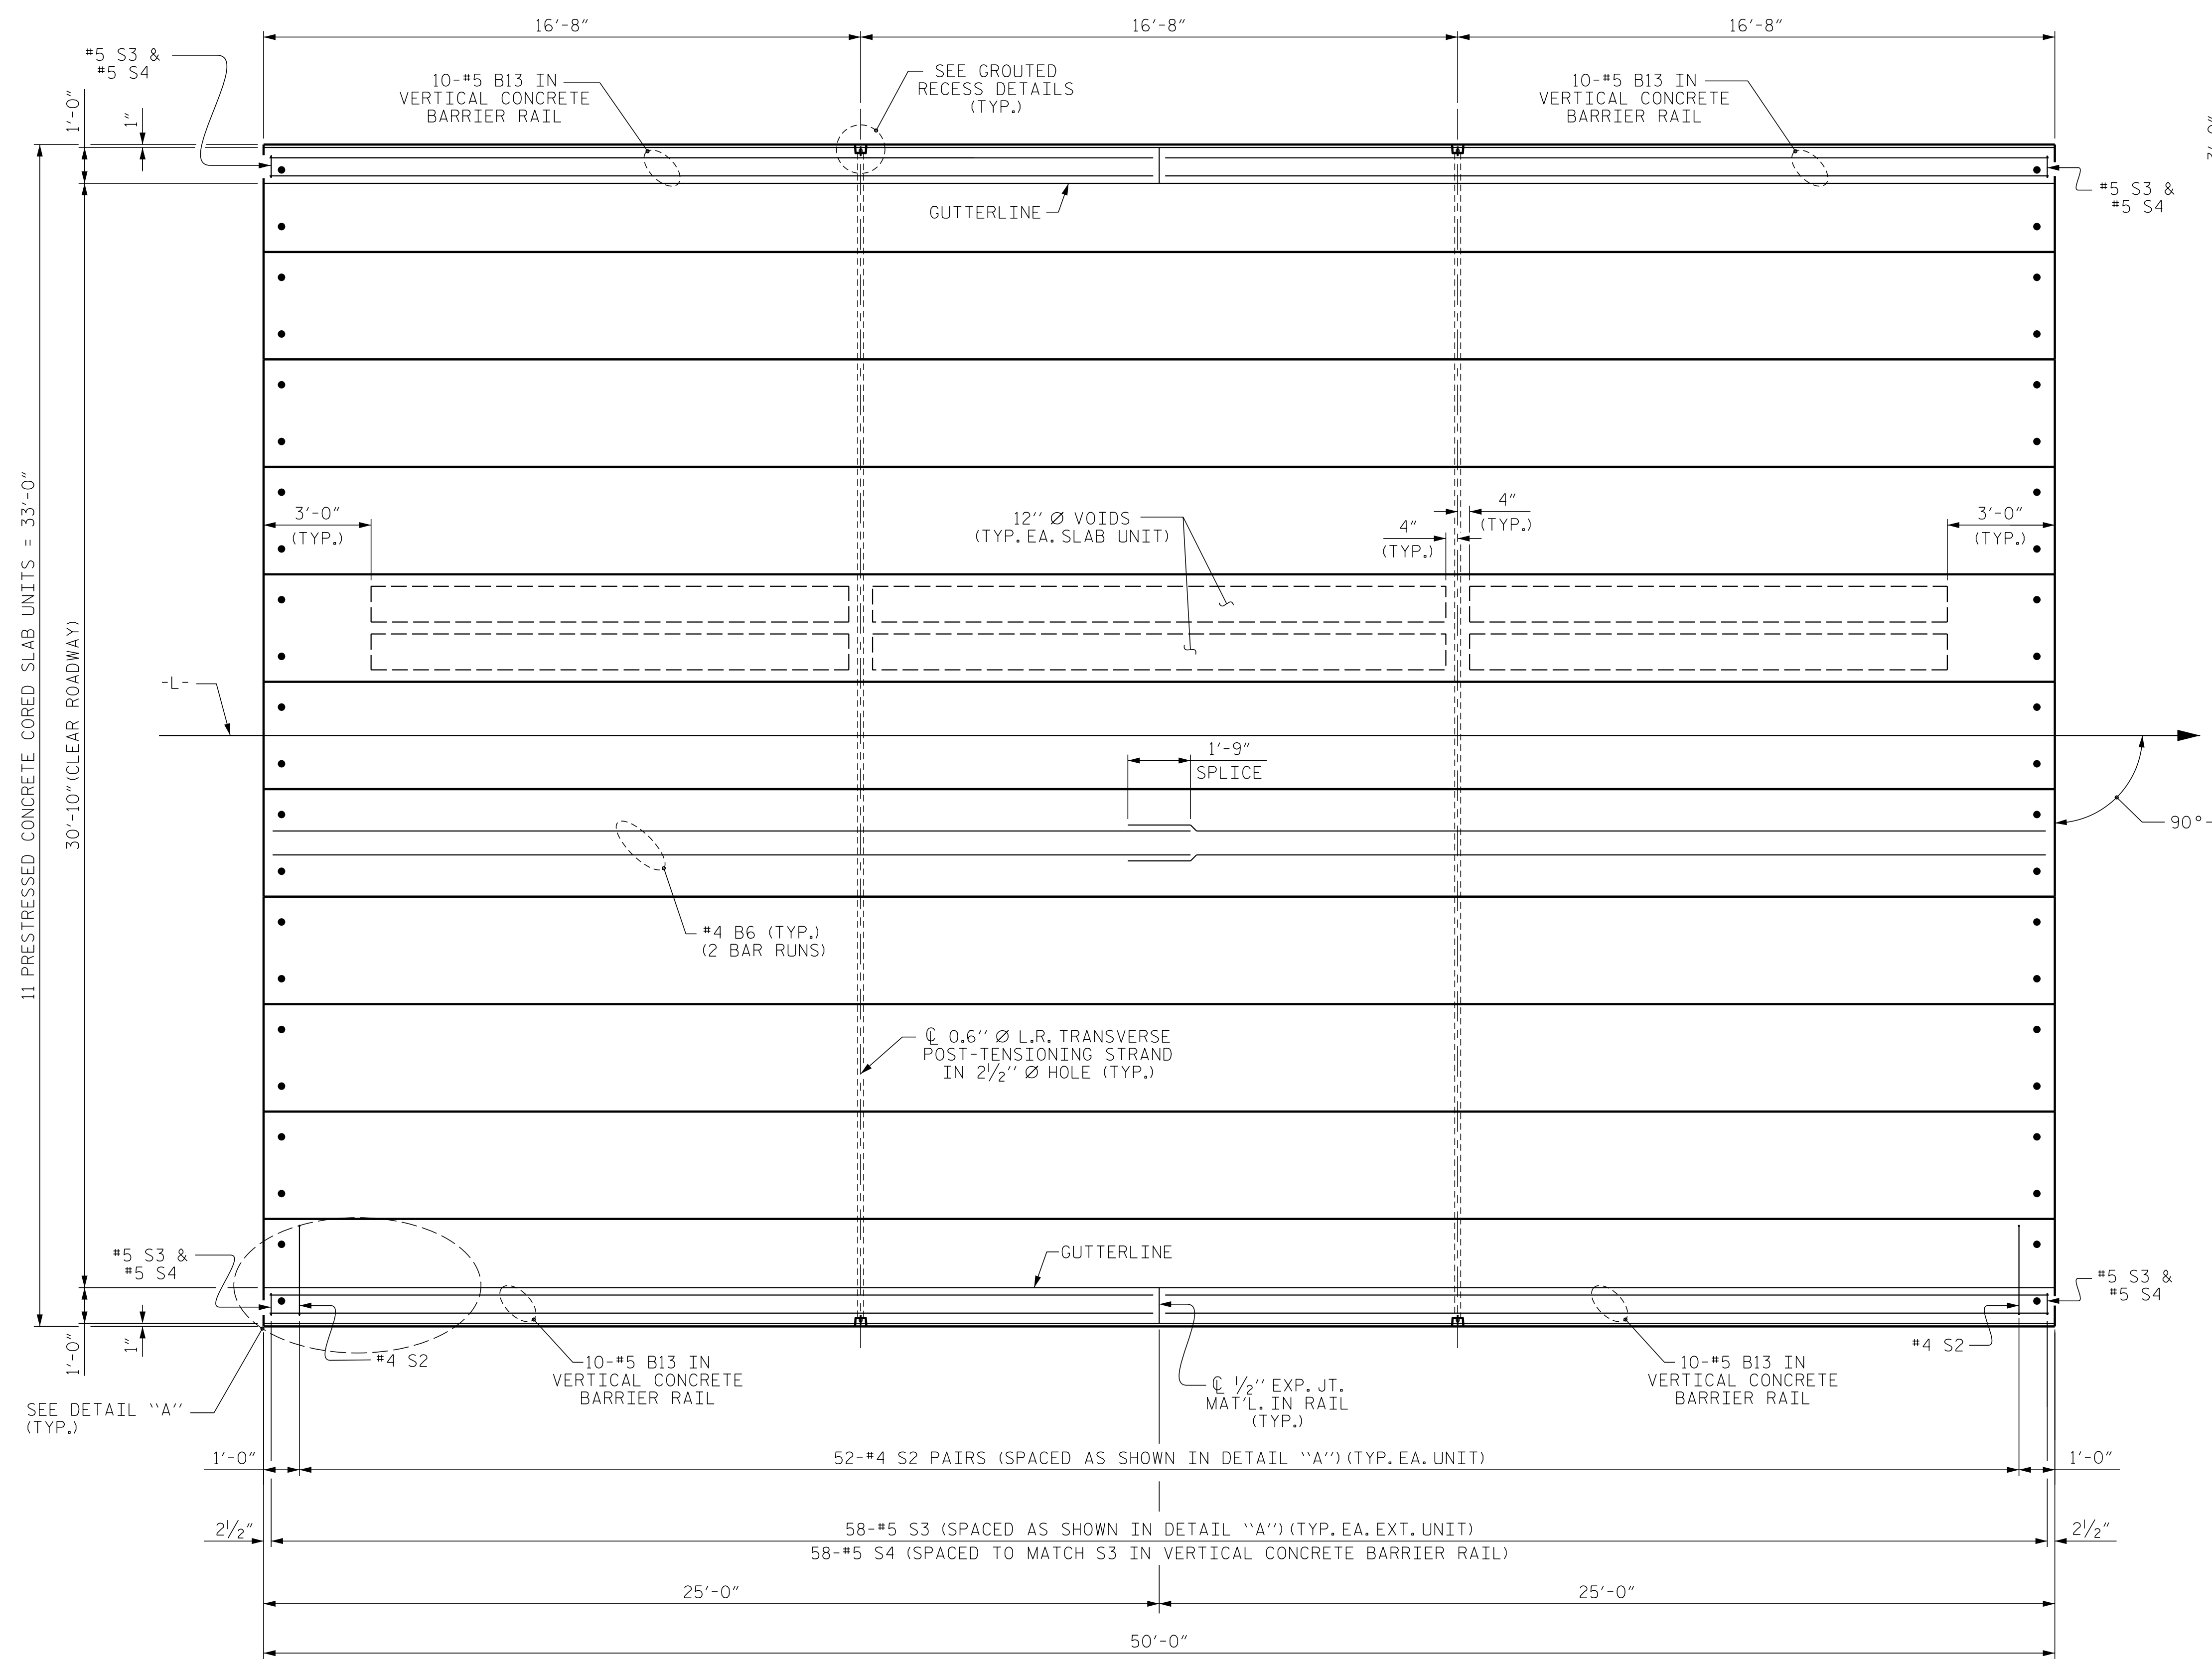 16'-8"
16'-8"
16'-8"
#5 S3 &
#5 S4
10-#5 B13 IN
VERTICAL CONCRETE
BARRIER RAIL
SEE GROUTED
RECESS DETAILS
(TYP.)
10-#5 B13 IN
VERTICAL CONCRETE
BARRIER RAIL
1'-0"
1"
#5 S3 &
#5 S4
GUTTERLINE
11 PRESTRESSED CONCRETE CORED SLAB UNITS = 33'-0"
30'-10" (CLEAR ROADWAY)
3'-0"
(TYP.)
12'' Ø VOIDS
(TYP. EA. SLAB UNIT)
4"
(TYP.)
4"
(TYP.)
3'-0"
(TYP.)
-L-
1'-9"
SPLICE
90°
#4 B6 (TYP.)
(2 BAR RUNS)
℄ 0.6'' Ø L.R. TRANSVERSE
POST-TENSIONING STRAND
IN 2½'' Ø HOLE (TYP.)
#5 S3 &
#5 S4
GUTTERLINE
#5 S3 &
#5 S4
1'-0"
1"
#4 S2
10-#5 B13 IN
VERTICAL CONCRETE
BARRIER RAIL
℄ ½'' EXP. JT.
MAT'L. IN RAIL
(TYP.)
10-#5 B13 IN
VERTICAL CONCRETE
BARRIER RAIL
#4 S2
SEE DETAIL ``A''
(TYP.)
1'-0"
52-#4 S2 PAIRS (SPACED AS SHOWN IN DETAIL ``A'') (TYP. EA. UNIT)
1'-0"
2½"
58-#5 S3 (SPACED AS SHOWN IN DETAIL ``A'') (TYP. EA. EXT. UNIT)
58-#5 S4 (SPACED TO MATCH S3 IN VERTICAL CONCRETE BARRIER RAIL)
2½"
25'-0"
25'-0"
50'-0"